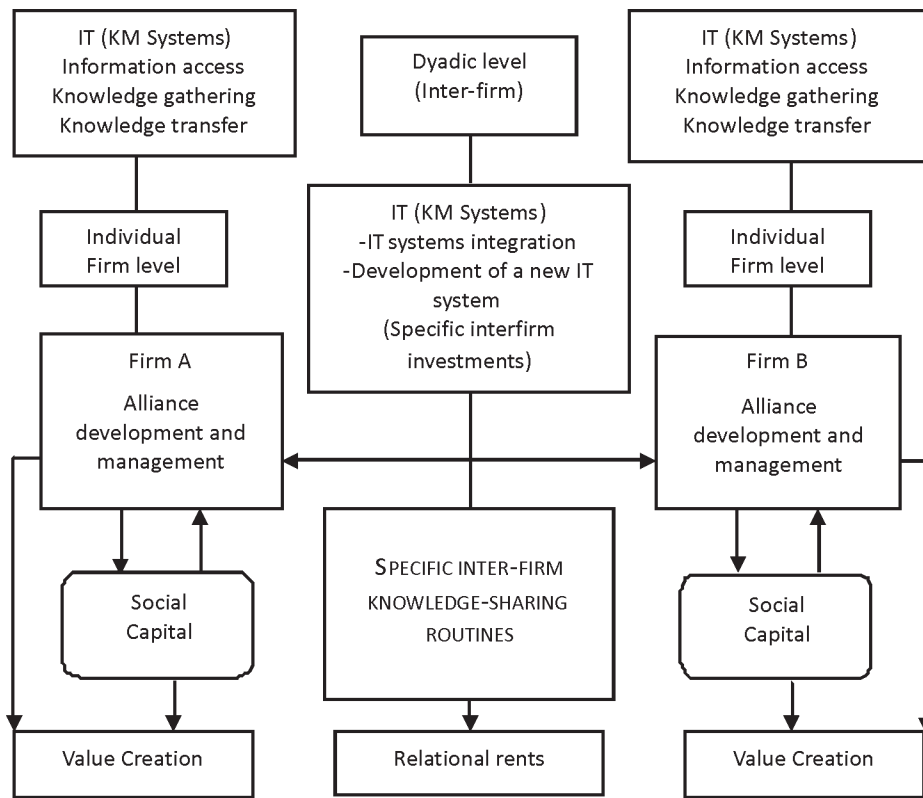 IT (KM Systems)
Information access
Knowledge gathering
Knowledge transfer
Individual
Firm level
Firm A
Alliance
development and
management
Social
Capital
Value Creation
Dyadic level
(Inter-firm)
IT (KM Systems)
-IT systems integration
-Development of a new IT
system
(Specific interfirm
investments)
SPECIFIC INTER-FIRM
KNOWLEDGE-SHARING
ROUTINES
Relational rents
IT (KM Systems)
Information access
Knowledge gathering
Knowledge transfer
Individual
Firm level
Firm B
Alliance
development and
management
Social
Capital
Value Creation